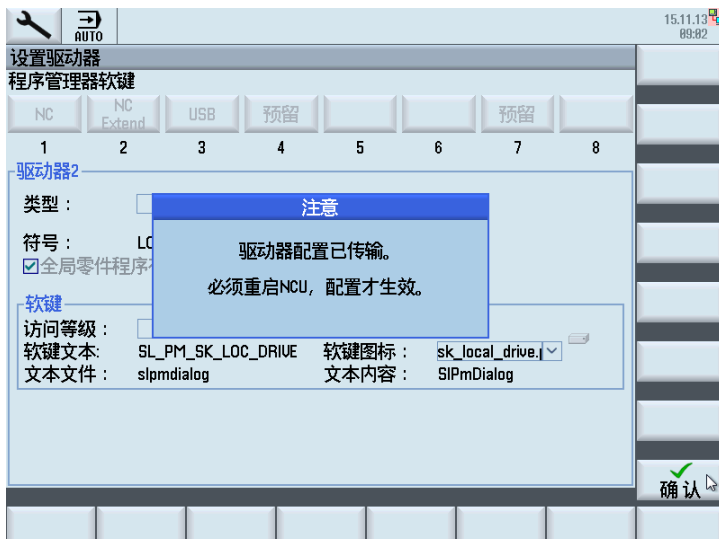 AUTO
15.11.13
09:02
设置驱动器
程序管理器软键
NC
NC Extend
USB
预留
预留
1 2 3 4 5 6 7 8
驱动器2
类型：
注意
符号： LO
驱动器配置已传输。
全局零件程序
必须重启NCU，配置才生效。
软键
访问等级：
软键文本: SL_PM_SK_LOC_DRIVE 软键图标： sk_local_drive.p
文本文件： slpmdialog 文本内容： SlPmDialog
确认